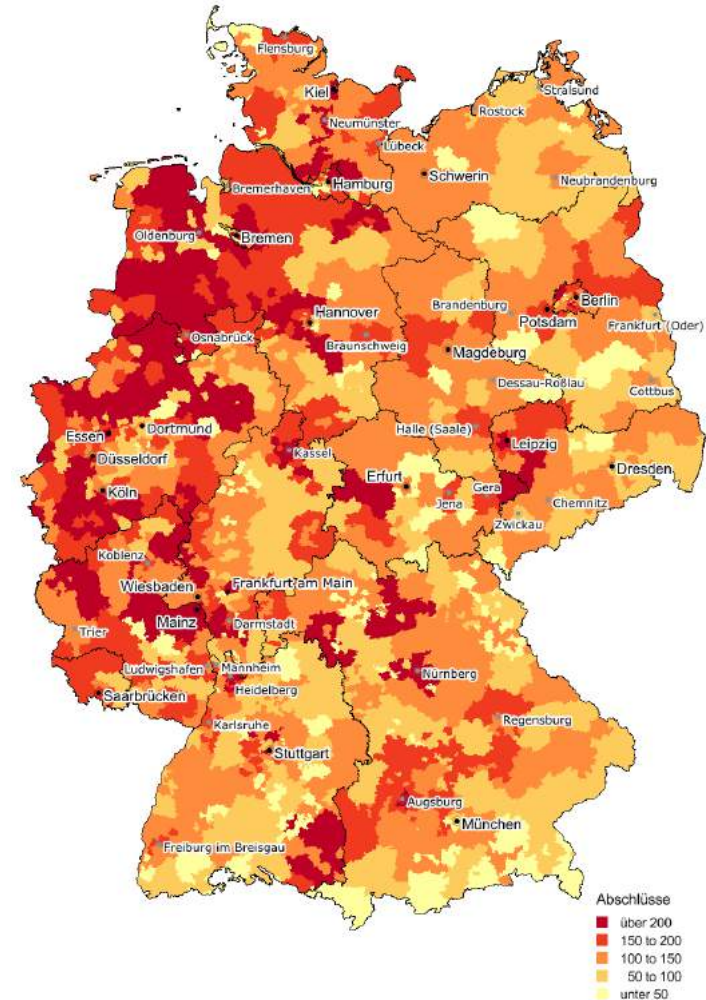 Flensburg
Kiel
Stralsund
Rostock
Neumünster
Lübeck
Schwerin
Bremerhaven
Hamburg
Neubrandenburg
Oldenburg
Bremen
Hannover
Brandenburg
Berlin
Potsdam
Frankfurt (Oder)
Osnabrück
Braunschweig
Magdeburg
Dessau-Roßlau
Cottbus
Essen
Dortmund
Halle (Saale)
Leipzig
Düsseldorf
Kassel
Dresden
Köln
Erfurt
Gera
Jena
Chemnitz
Zwickau
Koblenz
Wiesbaden
Frankfurt am Main
Mainz
Trier
Darmstadt
Ludwigshafen
Mannheim
Nürnberg
Heidelberg
Saarbrücken
Karlsruhe
Regensburg
Stuttgart
Augsburg
München
Freiburg im Breisgau
Abschlüsse
über 200
150 to 200
100 to 150
50 to 100
unter 50